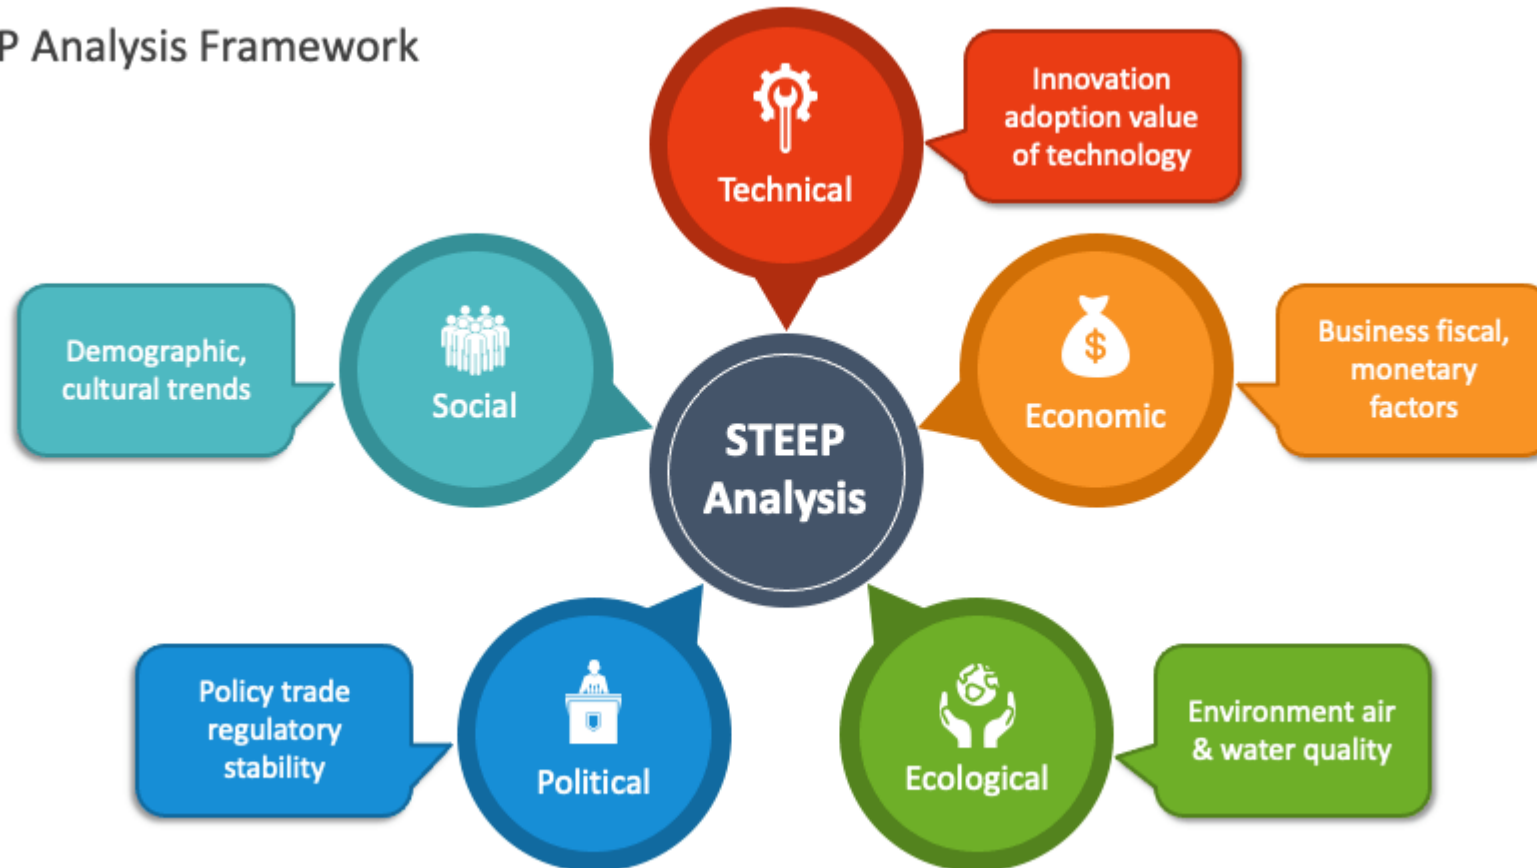 P Analysis Framework
Technical
Innovation
adoption value
of technology
Social
Demographic,
cultural trends
Economic
Business fiscal,
monetary
factors
$
STEEP
Analysis
Political
Policy trade
regulatory
stability
Ecological
Environment air
& water quality